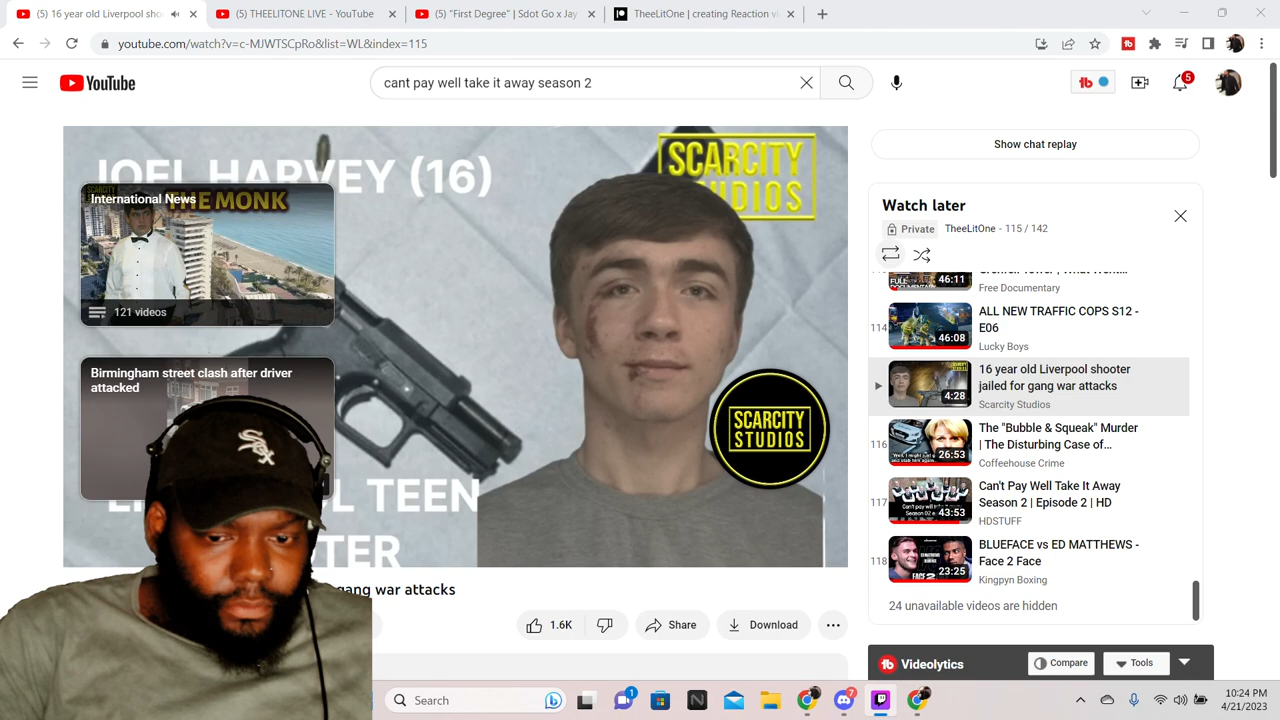 (5) 16 year old Liverpool sho
(5) THEELITONE LIVE - YouTube
(5) "First Degree" | Sdot Go x Jay
TheeLitOne | creating Reaction v
youtube.com/watch?v=c-MJWTSCpRo&list=WL&index=115
YouTube
cant pay well take it away season 2
tb
5
JOEL HARVEY (16)
SCARCITY
STUDIOS
SCARCITY
THE MONK
International News
121 videos
Birmingham street clash after driver
attacked
SCARCITY
STUDIOS
TEEN
gang war attacks
1.6K
Share
Download
Show chat replay
Watch later
Private
TheeLitOne - 115 / 142
46:11
Free Documentary
114
ALL NEW TRAFFIC COPS S12 -
E06
46:08
Lucky Boys
16 year old Liverpool shooter
jailed for gang war attacks
4:28
Scarcity Studios
116
The "Bubble & Squeak" Murder
| The Disturbing Case of...
26:53
Coffeehouse Crime
117
Can't Pay Well Take It Away
Season 2 | Episode 2 | HD
43:53
HDSTUFF
118
BLUEFACE vs ED MATTHEWS -
Face 2 Face
23:25
Kingpyn Boxing
24 unavailable videos are hidden
tb
Videolytics
Compare
Tools
Search
1
7
10:24 PM
4/21/2023